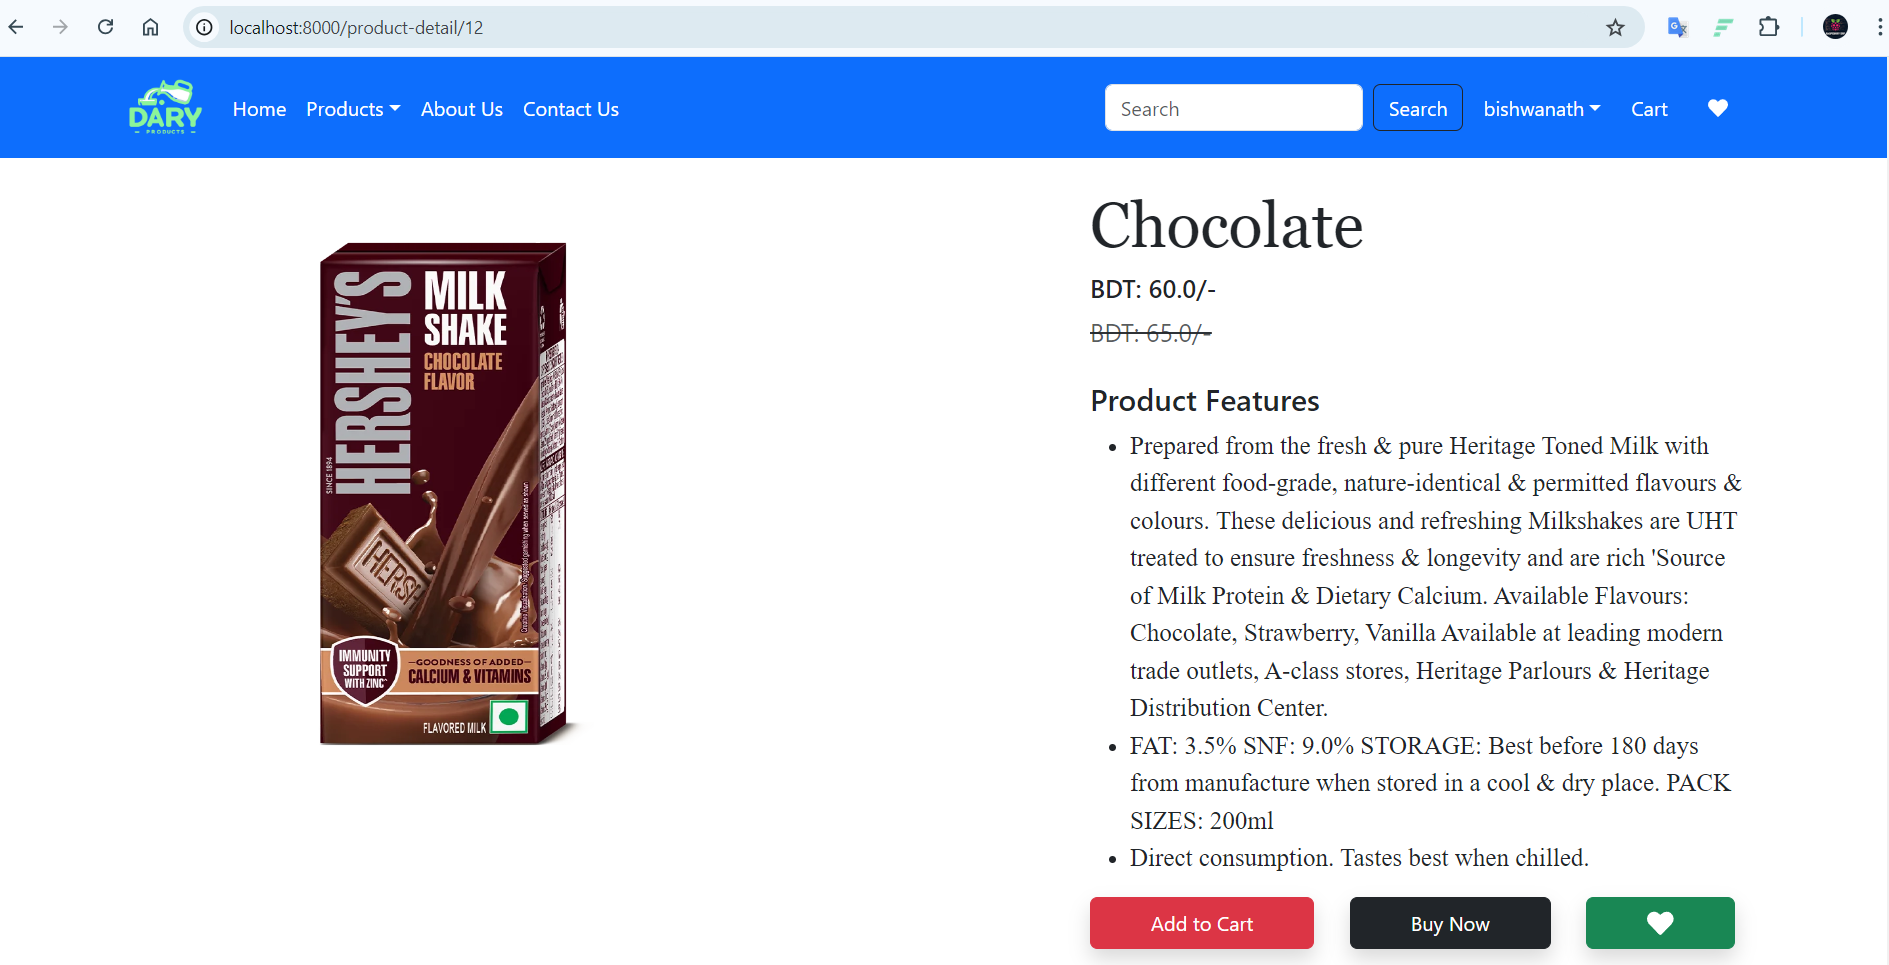 localhost:8000/product-detail/12
DARY
PRODUCTS
Home Products About Us Contact Us
Search Search bishwanath Cart
Chocolate
BDT: 60.0/-
BDT: 65.0/-
Product Features
Prepared from the fresh & pure Heritage Toned Milk with
different food-grade, nature-identical & permitted flavours &
colours. These delicious and refreshing Milkshakes are UHT
treated to ensure freshness & longevity and are rich 'Source
of Milk Protein & Dietary Calcium. Available Flavours:
Chocolate, Strawberry, Vanilla Available at leading modern
trade outlets, A-class stores, Heritage Parlours & Heritage
Distribution Center.
FAT: 3.5% SNF: 9.0% STORAGE: Best before 180 days
from manufacture when stored in a cool & dry place. PACK
SIZES: 200ml
Direct consumption. Tastes best when chilled.
Add to Cart Buy Now
HERSHEY'S
SINCE 1894
MILK
SHAKE
CHOCOLATE
FLAVOR
HERSH
IMMUNITY
SUPPORT
WITH ZINC
GOODNESS OF ADDED
CALCIUM & VITAMINS
FLAVORED MILK